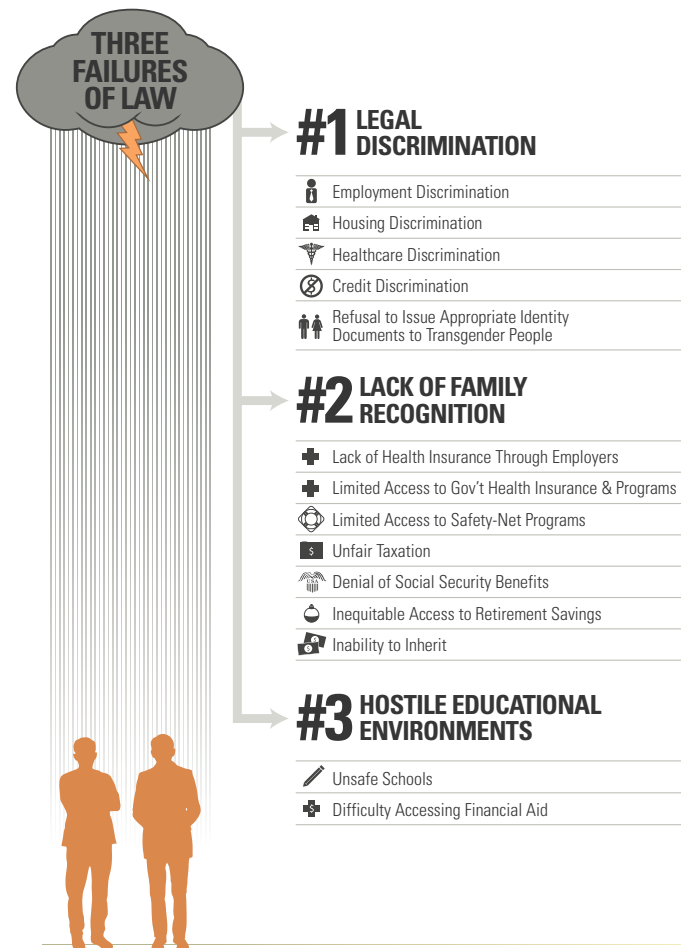 THREE
FAILURES
OF LAW
#1 LEGAL
DISCRIMINATION
Employment Discrimination
Housing Discrimination
Healthcare Discrimination
$ Credit Discrimination
Refusal to Issue Appropriate Identity
Documents to Transgender People
#2 LACK OF FAMILY
RECOGNITION
Lack of Health Insurance Through Employers
Limited Access to Gov't Health Insurance & Programs
Limited Access to Safety-Net Programs
$ Unfair Taxation
USA Denial of Social Security Benefits
Inequitable Access to Retirement Savings
$ $ Inability to Inherit
#3 HOSTILE EDUCATIONAL
ENVIRONMENTS
Unsafe Schools
$ Difficulty Accessing Financial Aid